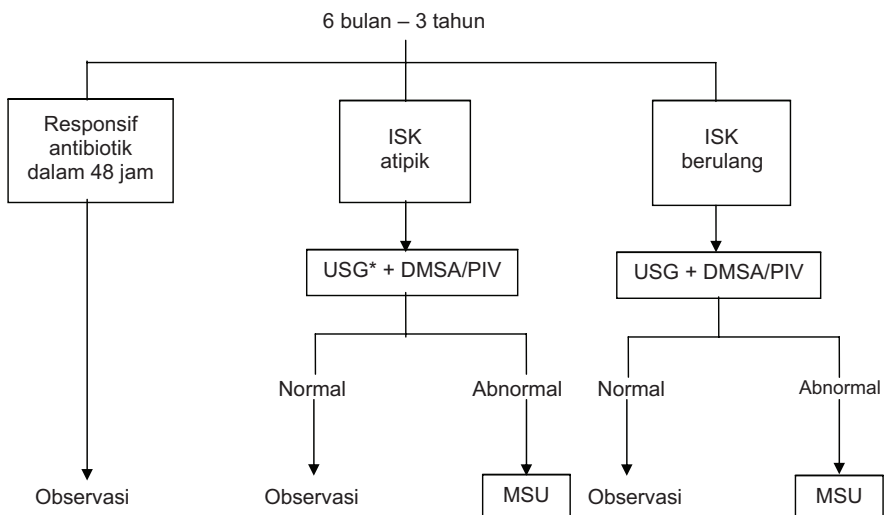 6 bulan – 3 tahun
Responsif
antibiotik
dalam 48 jam
ISK
atipik
ISK
berulang
USG* + DMSA/PIV
USG + DMSA/PIV
Normal
Abnormal
Normal
Abnormal
Observasi
Observasi
MSU
Observasi
MSU